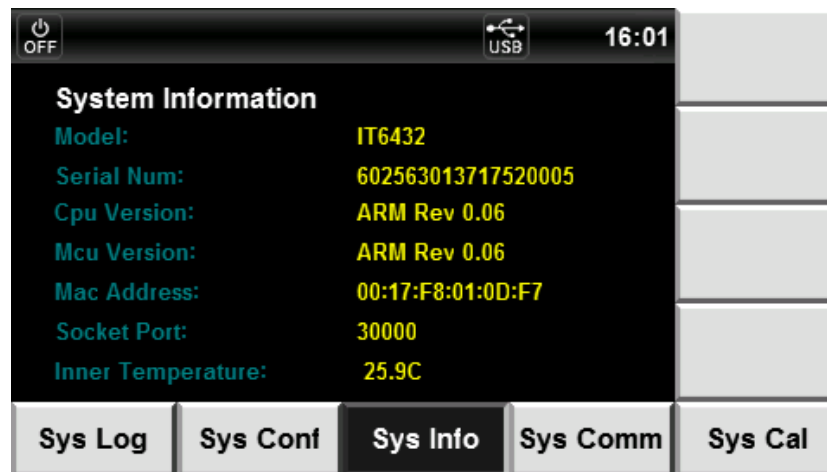 OFF USB 16:01
System Information
Model: IT6432
Serial Num: 602563013717520005
Cpu Version: ARM Rev 0.06
Mcu Version: ARM Rev 0.06
Mac Address: 00:17:F8:01:0D:F7
Socket Port: 30000
Inner Temperature: 25.9C
Sys Log Sys Conf Sys Info Sys Comm Sys Cal